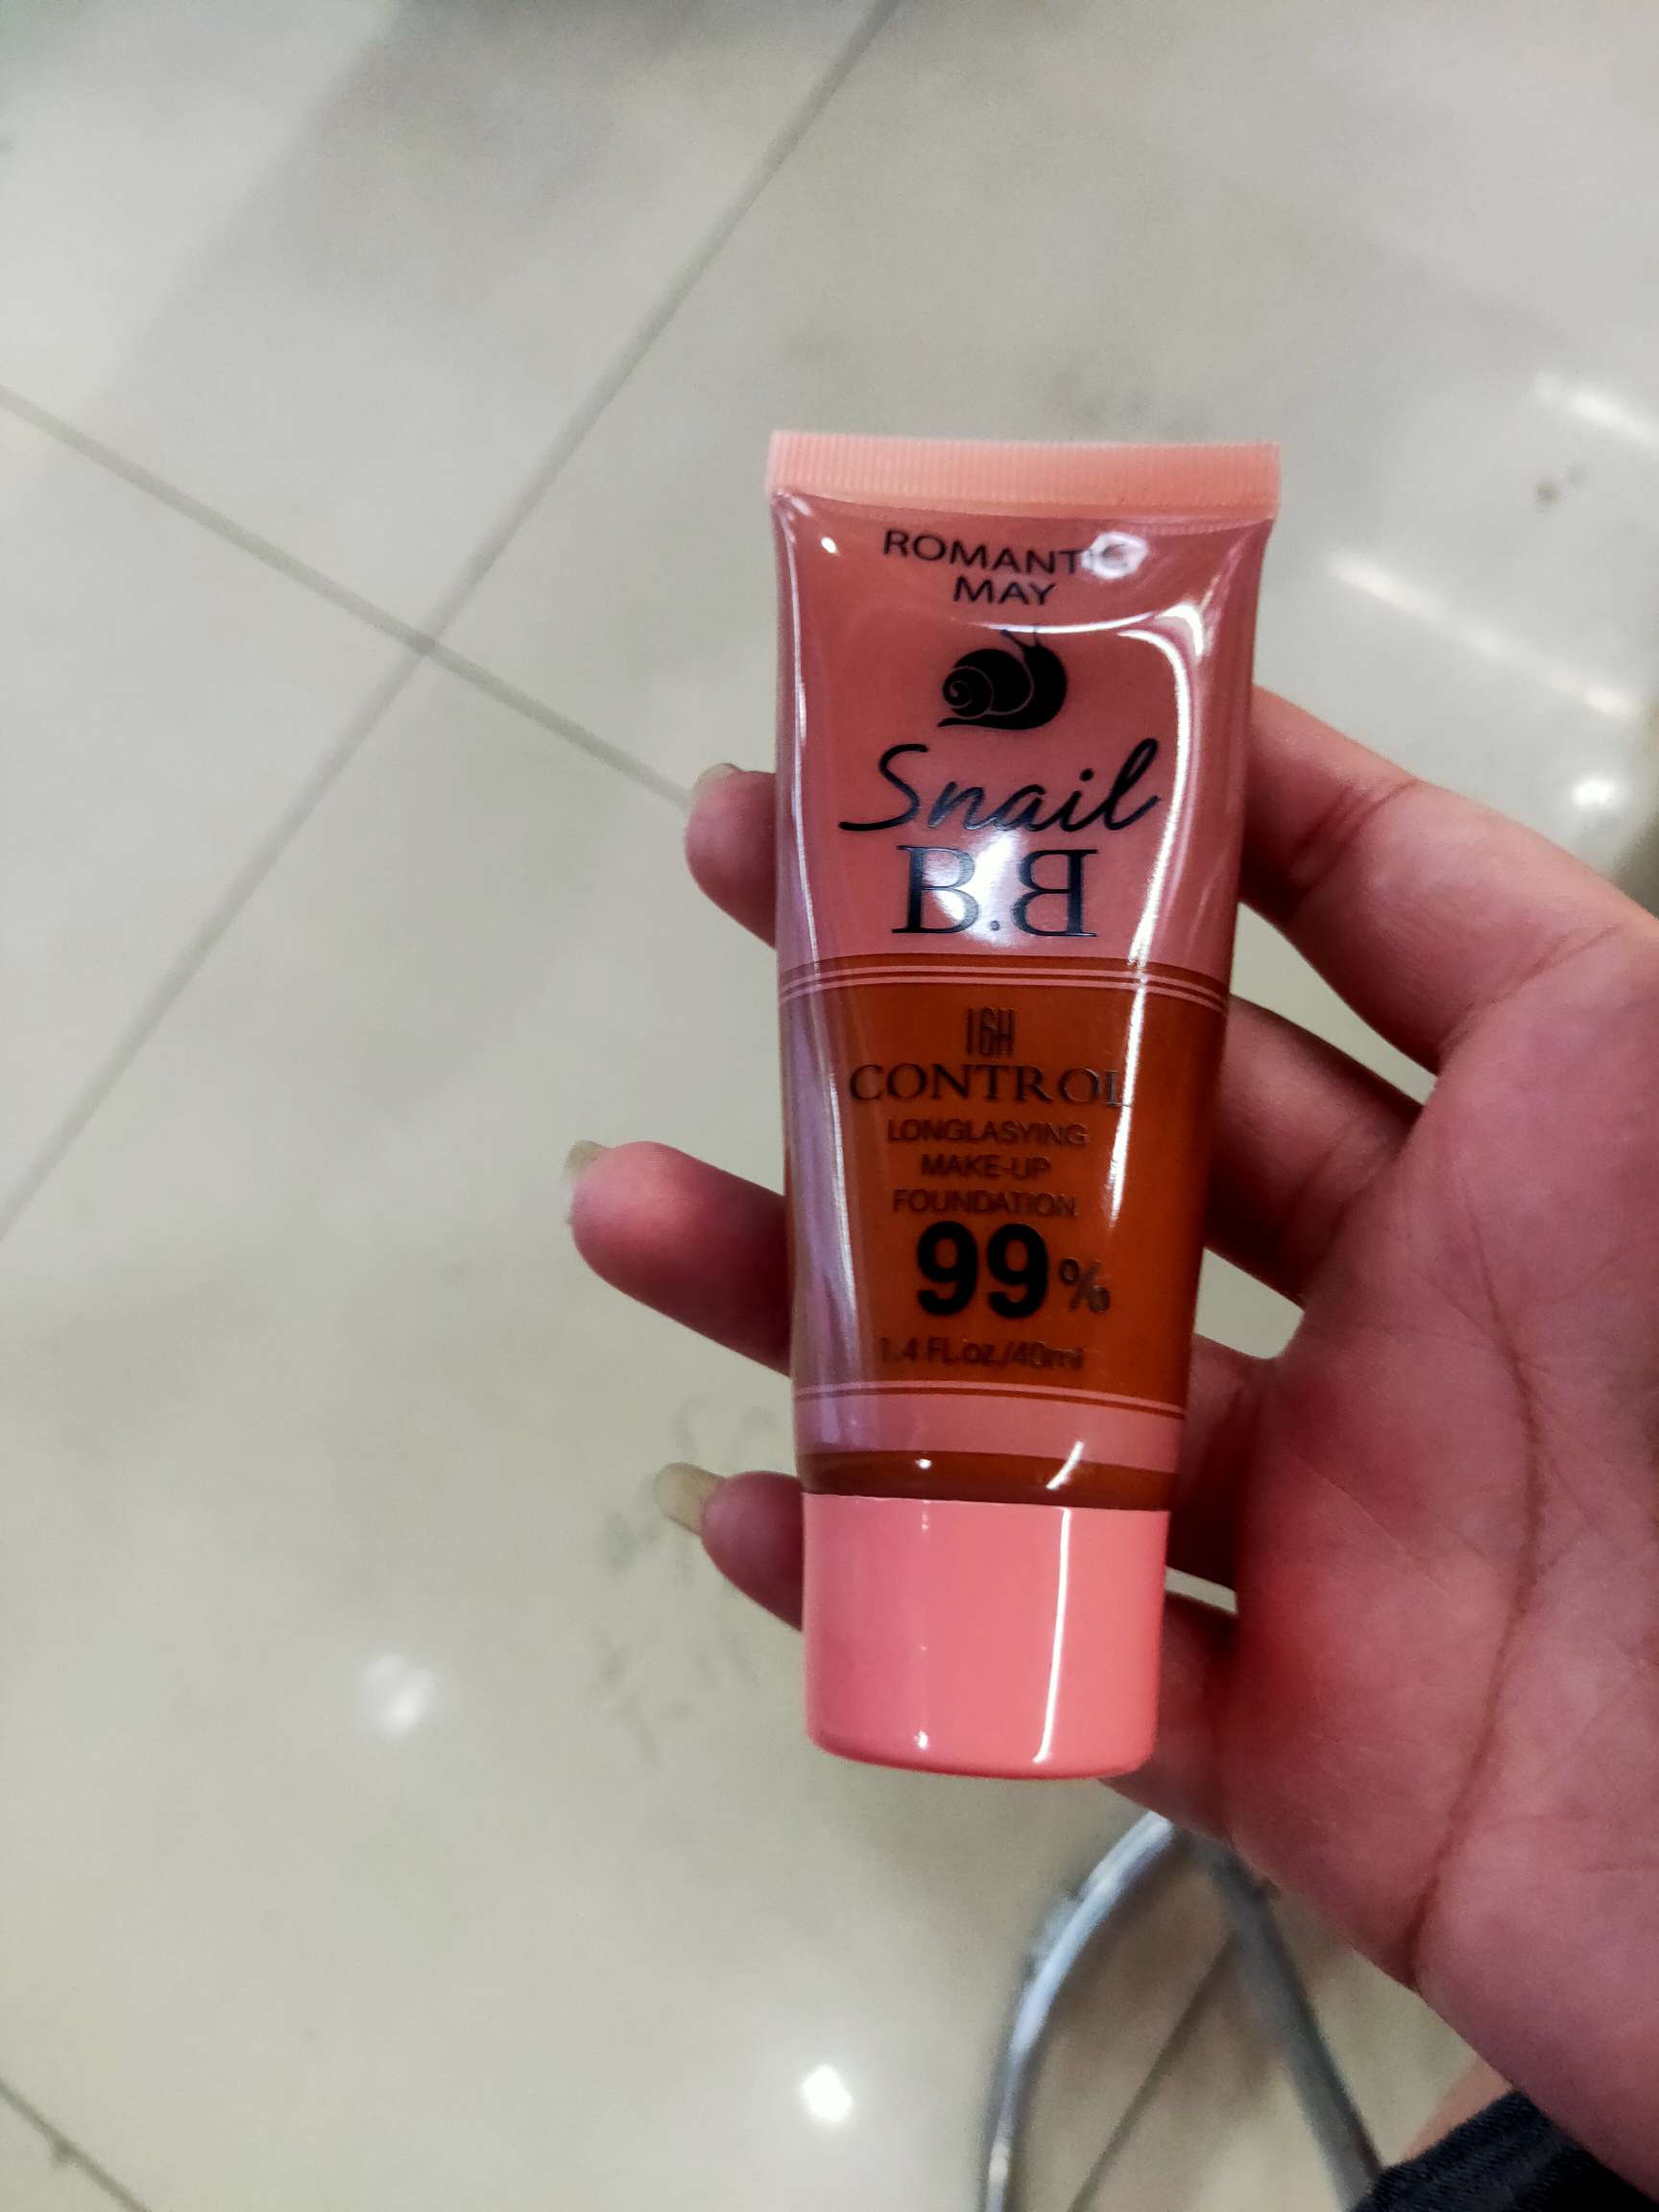 ROMANTIC
MAY
Snail
B.B
16H
CONTROL
LONGLASYING
MAKE-UP
FOUNDATION
99%
1.4 FL.oz./40ml